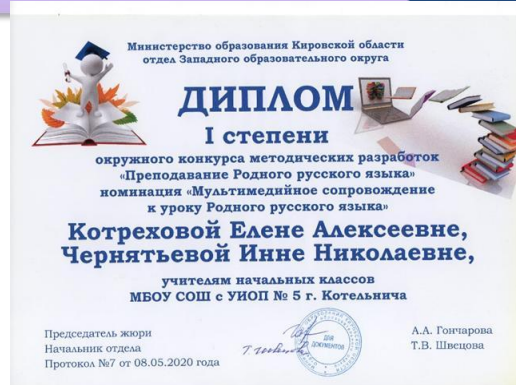 Министерство образования Кировской области
отдел Западного образовательного округа
ДИПЛОМ
I степени
окружного конкурса методических разработок
«Преподавание Родного русского языка»
номинация «Мультимедийное сопровождение
к уроку Родного русского языка»
Котреховой Елене Алексеевне,
Чернятьевой Инне Николаевне,
учителям начальных классов
МБОУ СОШ с УИОП № 5 г. Котельнича
Председатель жюри А.А. Гончарова
Начальник отдела Т.В. Швецова
Протокол №7 от 08.05.2020 года
ДЛЯ
ДОКУМЕНТОВ